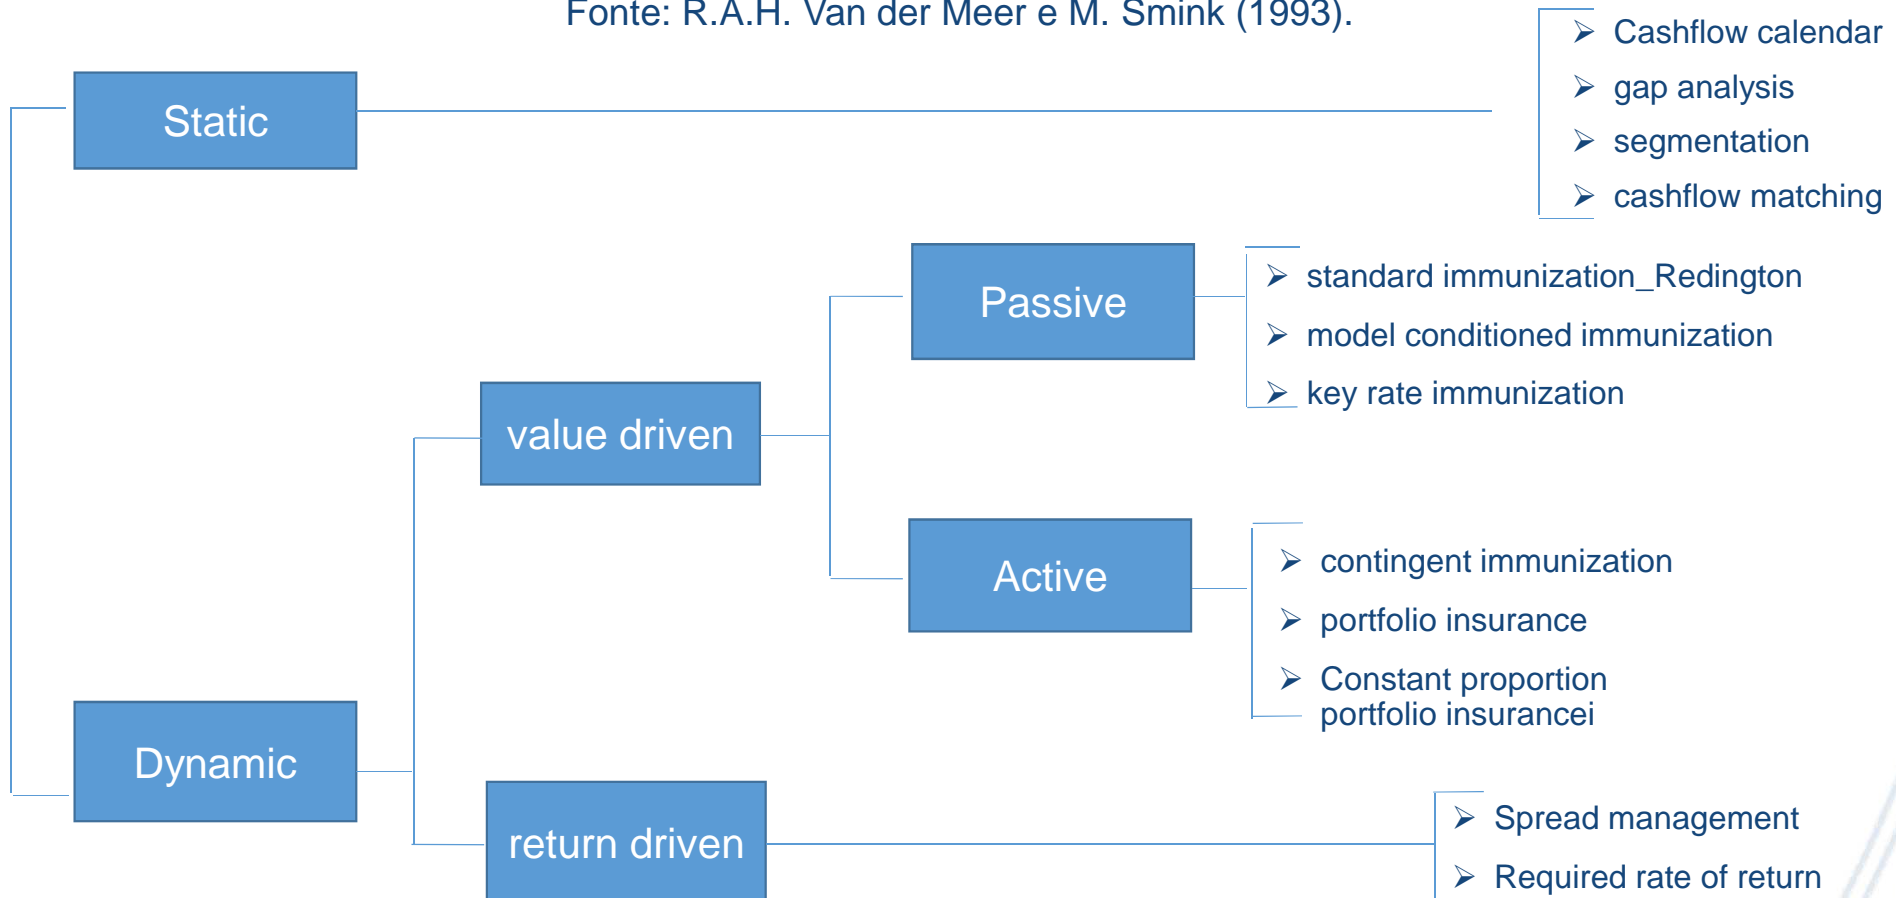 Fonte: R.A.H. Van der Meer e M. Smink (1993).
Static
Cashflow calendar
gap analysis
segmentation
cashflow matching
Passive
standard immunization_Redington
model conditioned immunization
key rate immunization
value driven
Active
contingent immunization
portfolio insurance
Constant proportion
portfolio insurancei
Dynamic
return driven
Spread management
Required rate of return